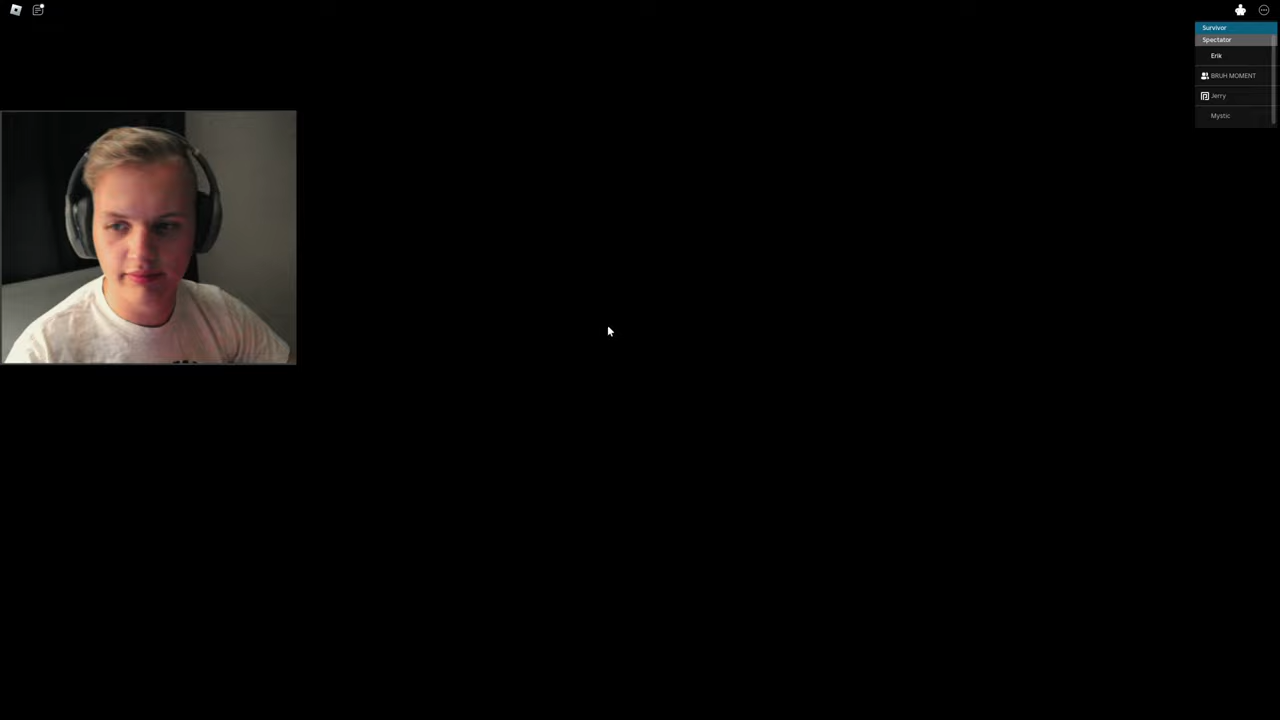 Survivor
Spectator
Erik
BRUH MOMENT
Jerry
Mystic